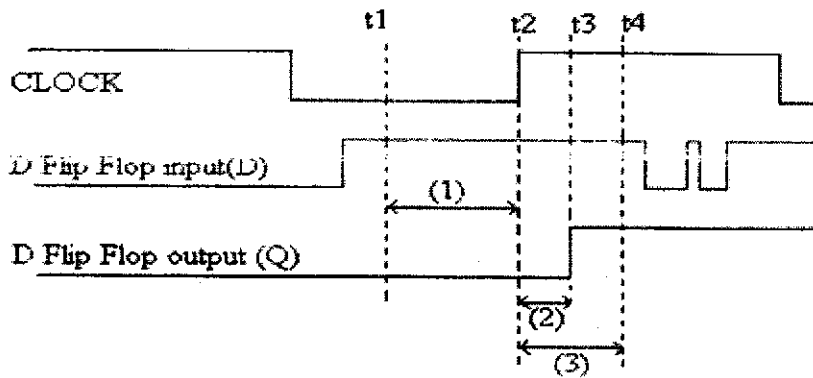 t1 t2 t3 t4
CLOCK
D Flip Flop input(D)
(1)
D Flip Flop output (Q)
(2)
(3)